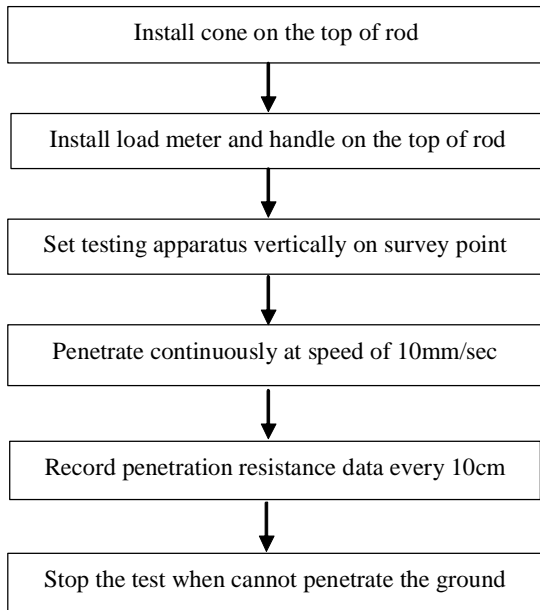 Install cone on the top of rod
Install load meter and handle on the top of rod
Set testing apparatus vertically on survey point
Penetrate continuously at speed of 10mm/sec
Record penetration resistance data every 10cm
Stop the test when cannot penetrate the ground